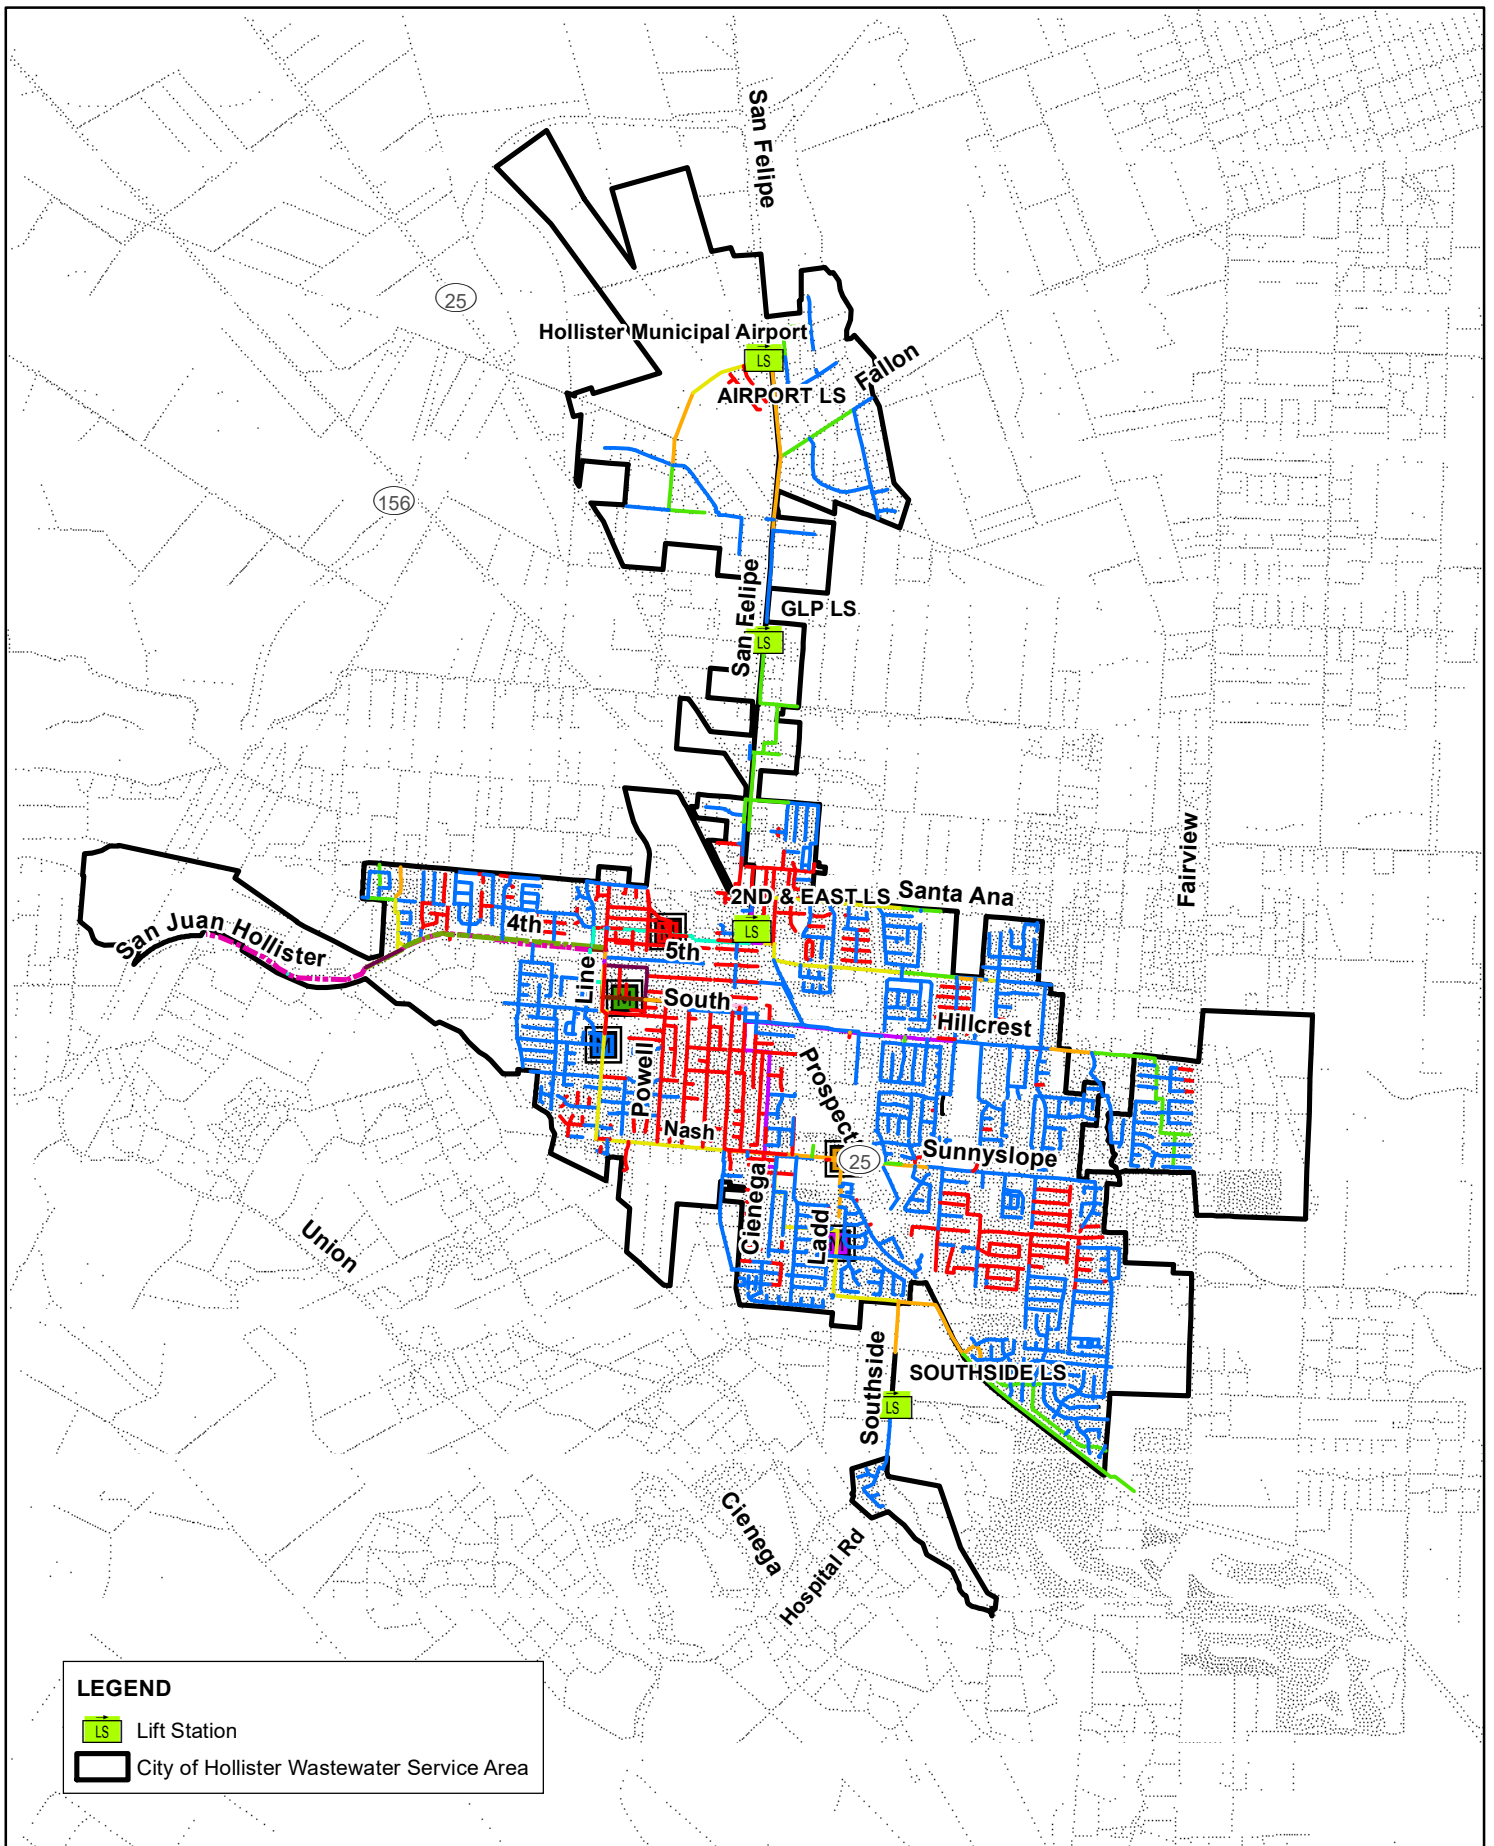 San Felipe
25
Hollister Municipal Airport
LS
Fallon
AIRPORT LS
156
San Felipe
GLP LS
LS
Fairview
2ND & EAST LS
Santa Ana
LS
San Juan Hollister
4th
5th
Line
South
Hillcrest
Prospect
Powell
Nash
25
Sunnyslope
Cienega
Ladd
Union
Southside
SOUTHSIDE LS
LS
Cienega
Hospital Rd
LEGEND
LS Lift Station
City of Hollister Wastewater Service Area